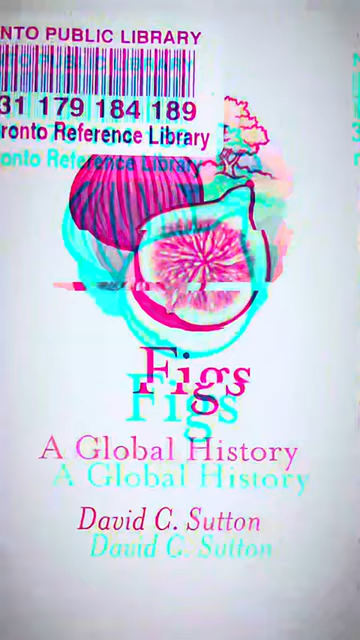 NTO PUBLIC LIBRARY
31 179 184 189
ronto Reference Library
onto Reference Library
Figs
Figs
A Global History
A Global History
David C. Sutton
David C. Sutton